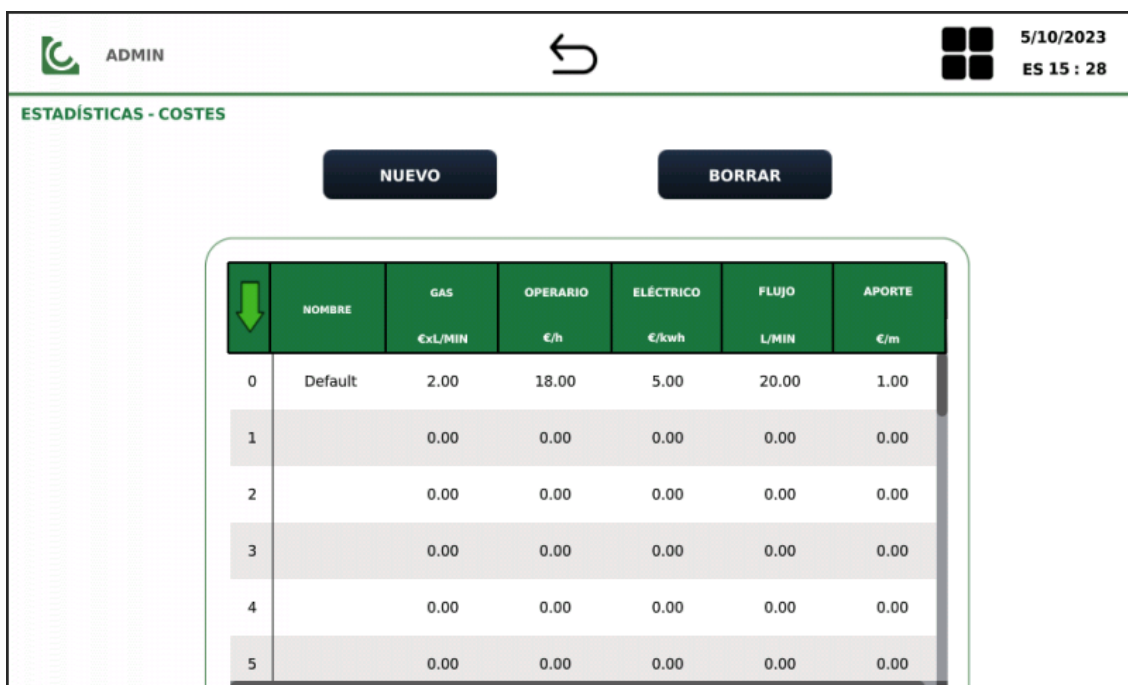 ADMIN
5/10/2023
ES 15 : 28
ESTADÍSTICAS - COSTES
NUEVO BORRAR
NOMBRE GAS OPERARIO ELÉCTRICO FLUJO APORTE
€xL/MIN €/h €/kwh L/MIN €/m
0 Default 2.00 18.00 5.00 20.00 1.00
1 0.00 0.00 0.00 0.00 0.00
2 0.00 0.00 0.00 0.00 0.00
3 0.00 0.00 0.00 0.00 0.00
4 0.00 0.00 0.00 0.00 0.00
5 0.00 0.00 0.00 0.00 0.00